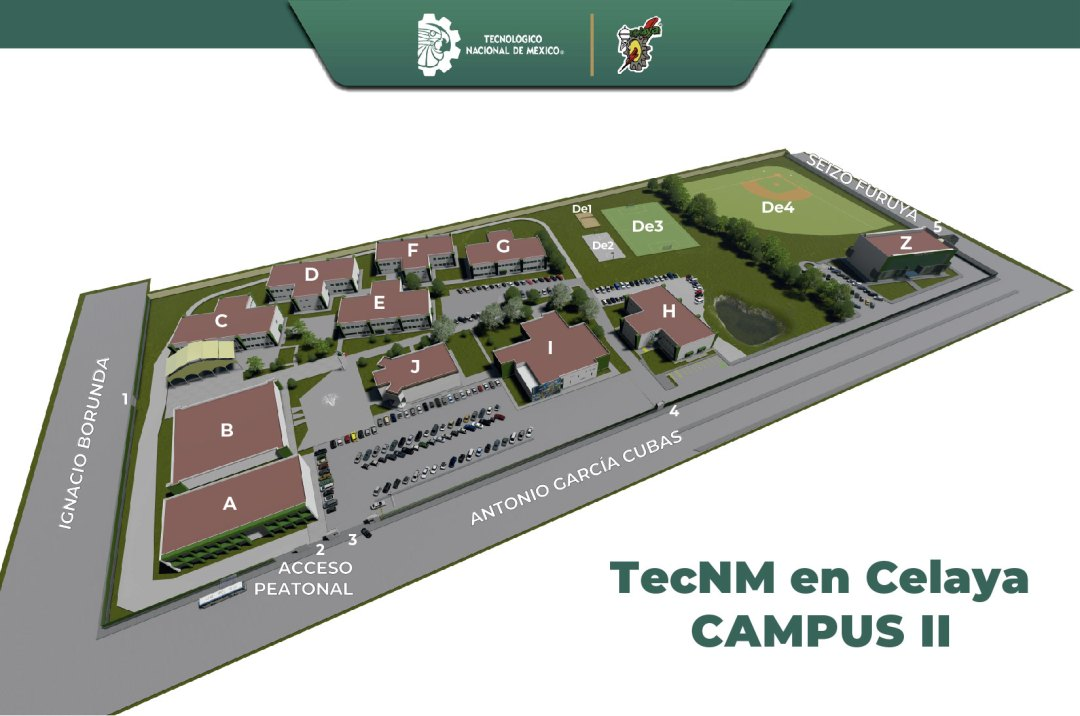 TECNOLÓGICO
NACIONAL DE MÉXICO®
SEIZO FURUYA
De1
De4
De3
De2
5
Z
F
G
D
E
H
C
I
J
IGNACIO BORUNDA
1
4
B
ANTONIO GARCÍA CUBAS
A
2
3
ACCESO
PEATONAL
TecNM en Celaya
CAMPUS II